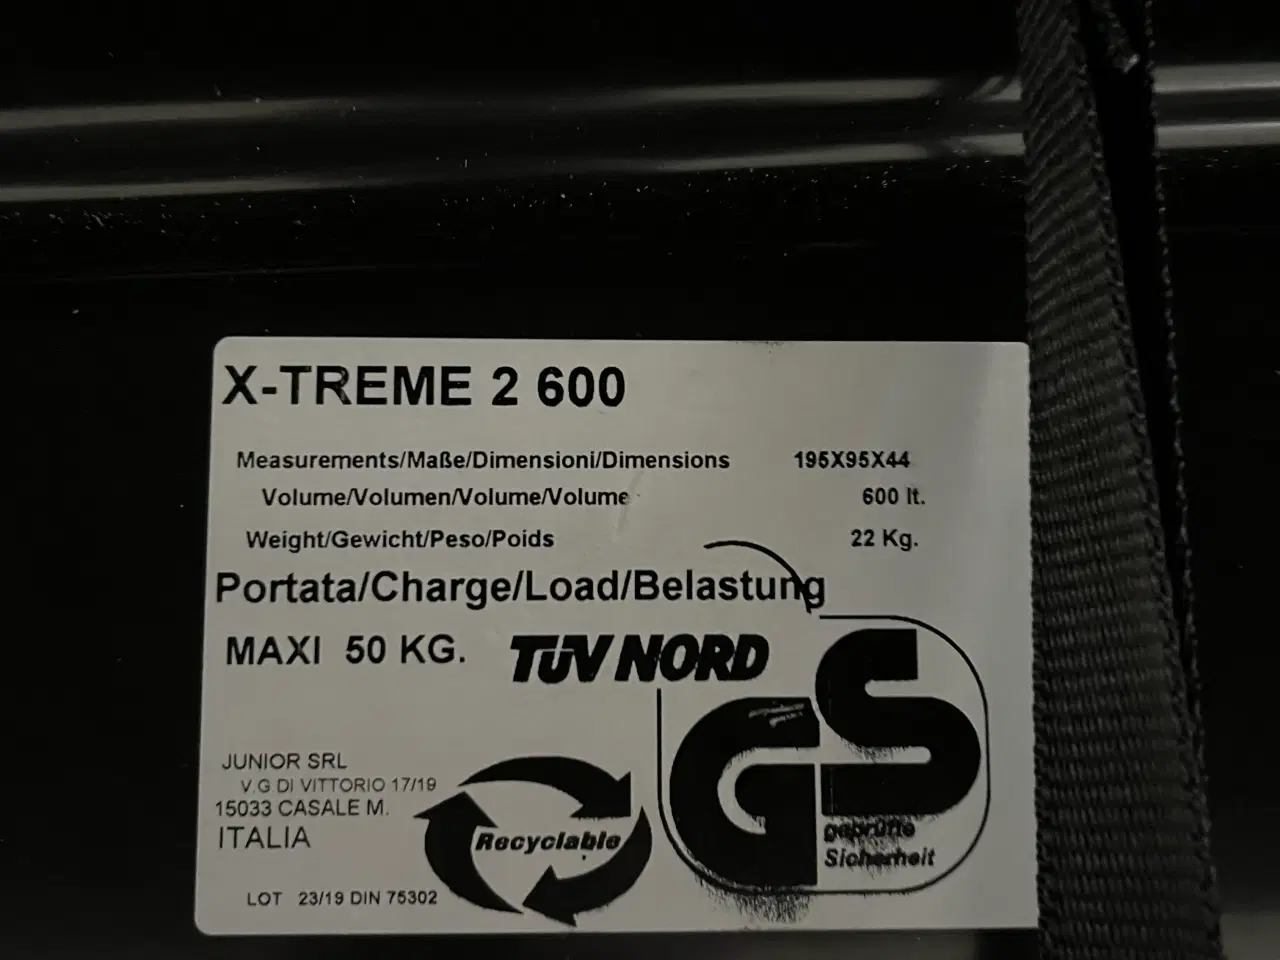 X-TREME 2 600
Measurements/Maße/Dimensioni/Dimensions 195X95X44
Volume/Volumen/Volume/Volume 600 lt.
Weight/Gewicht/Peso/Poids 22 Kg.
Portata/Charge/Load/Belastung
MAXI 50 KG. TÜV NORD
GS
geprüfte
Sicherheit
JUNIOR SRL
V.G DI VITTORIO 17/19
15033 CASALE M.
ITALIA
Recyclable
LOT 23/19 DIN 75302